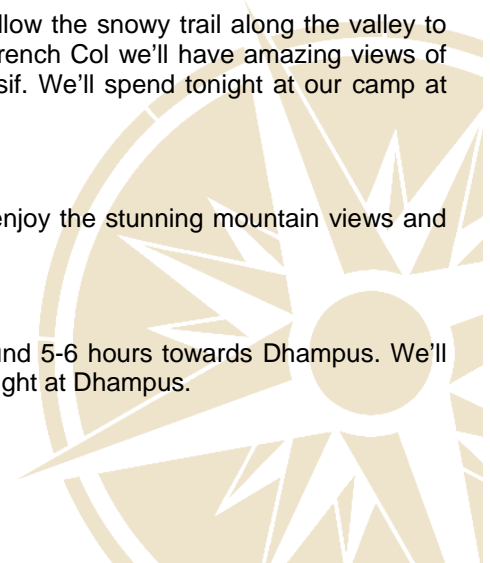 llow the snowy trail along the valley to
rench Col we'll have amazing views of
sif. We'll spend tonight at our camp at
enjoy the stunning mountain views and
und 5-6 hours towards Dhampus. We'll
ight at Dhampus.